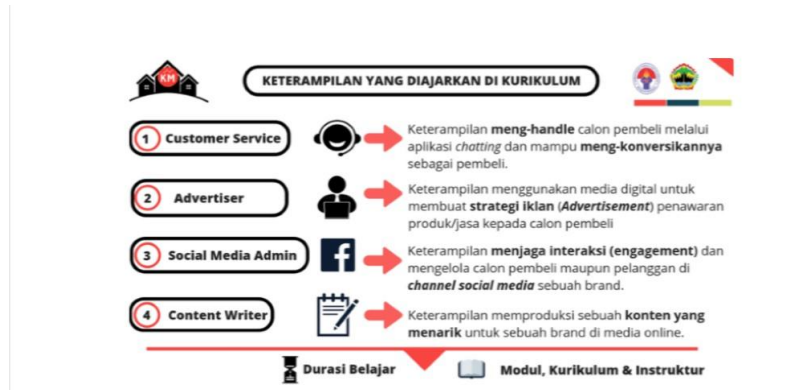 KM
KETERAMPILAN YANG DIAJARKAN DI KURIKULUM
1 Customer Service
Keterampilan meng-handle calon pembeli melalui
aplikasi chatting dan mampu meng-konversikannya
sebagai pembeli.
2 Advertiser
Keterampilan menggunakan media digital untuk
membuat strategi iklan (Advertisement) penawaran
produk/jasa kepada calon pembeli
3 Social Media Admin
Keterampilan menjaga interaksi (engagement) dan
mengelola calon pembeli maupun pelanggan di
channel social media sebuah brand.
4 Content Writer
Keterampilan memproduksi sebuah konten yang
menarik untuk sebuah brand di media online.
Durasi Belajar
Modul, Kurikulum & Instruktur